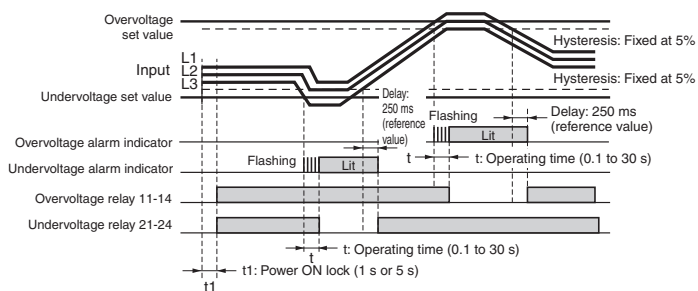 Overvoltage
set value
Hysteresis: Fixed at 5%
L1
Input
L2
L3
Hysteresis: Fixed at 5%
Undervoltage set value
Delay:
250 ms
(reference
value)
Flashing
Delay: 250 ms
(reference value)
Overvoltage alarm indicator
Lit
Flashing
t
t: Operating time (0.1 to 30 s)
Undervoltage alarm indicator
Lit
Overvoltage relay 11-14
Undervoltage relay 21-24
t: Operating time (0.1 to 30 s)
t
t1: Power ON lock (1 s or 5 s)
t1